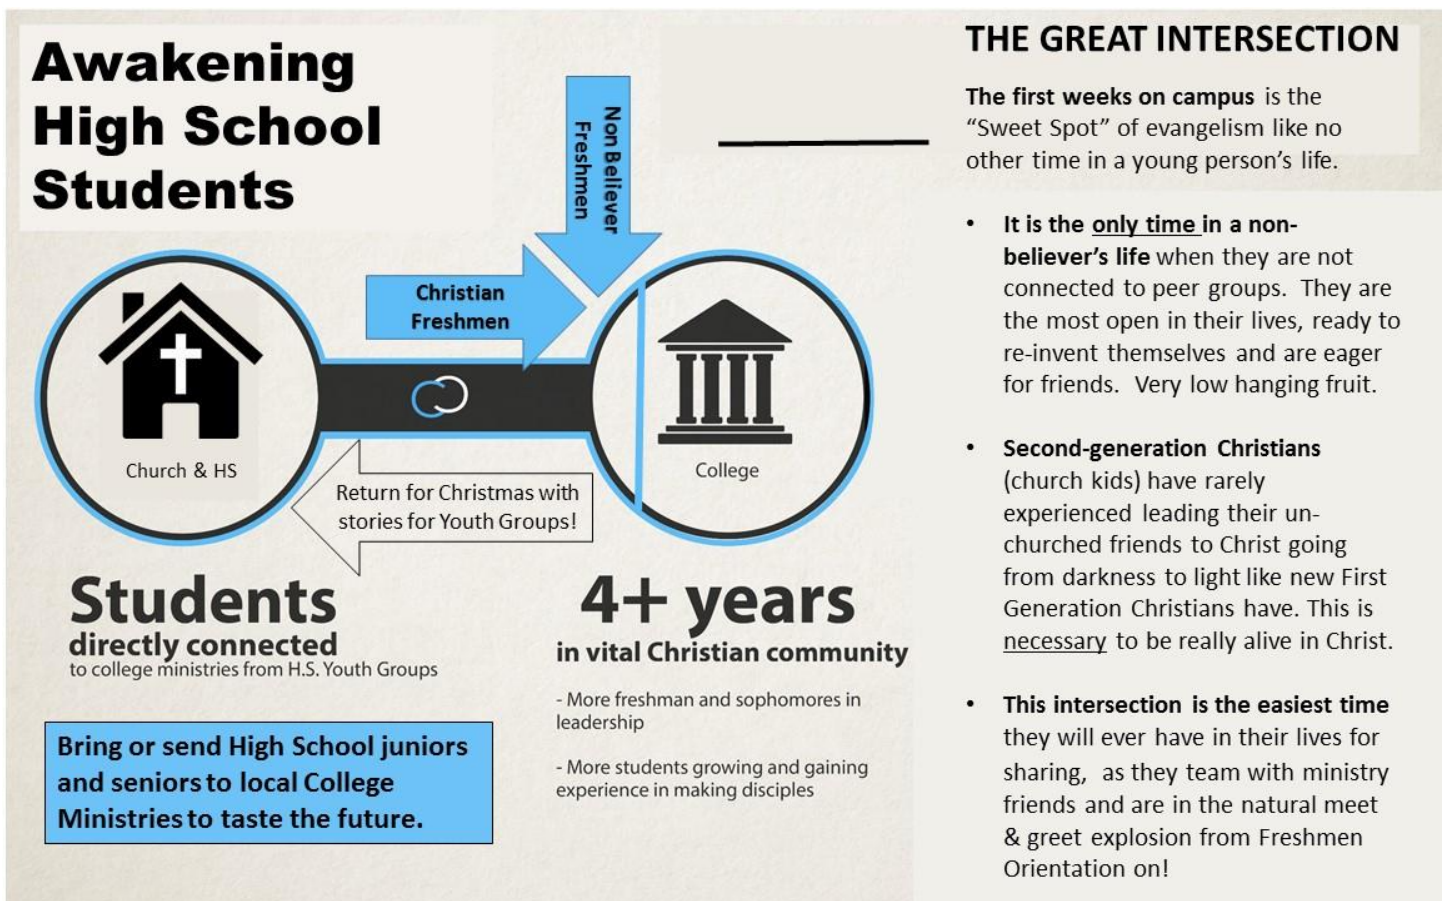 Awakening
High School
Students
Non Believer
Freshmen
Christian
Freshmen
Church & HS
College
Return for Christmas with
stories for Youth Groups!
Students
directly connected
to college ministries from H.S. Youth Groups
Bring or send High School juniors
and seniors to local College
Ministries to taste the future.
4+ years
in vital Christian community
- More freshman and sophomores in
leadership
- More students growing and gaining
experience in making disciples
THE GREAT INTERSECTION
The first weeks on campus is the
“Sweet Spot” of evangelism like no
other time in a young person’s life.
• It is the only time in a non-
believer’s life when they are not
connected to peer groups. They are
the most open in their lives, ready to
re-invent themselves and are eager
for friends. Very low hanging fruit.
• Second-generation Christians
(church kids) have rarely
experienced leading their un-
churched friends to Christ going
from darkness to light like new First
Generation Christians have. This is
necessary to be really alive in Christ.
• This intersection is the easiest time
they will ever have in their lives for
sharing, as they team with ministry
friends and are in the natural meet
& greet explosion from Freshmen
Orientation on!